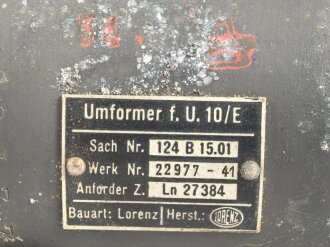 Umformer f. U. 10/E
Sach Nr. 124 B 15.01
Werk Nr. 22977 - 41
Anforder Z. Ln 27384
Bauart: Lorenz Herst.: LORENZ